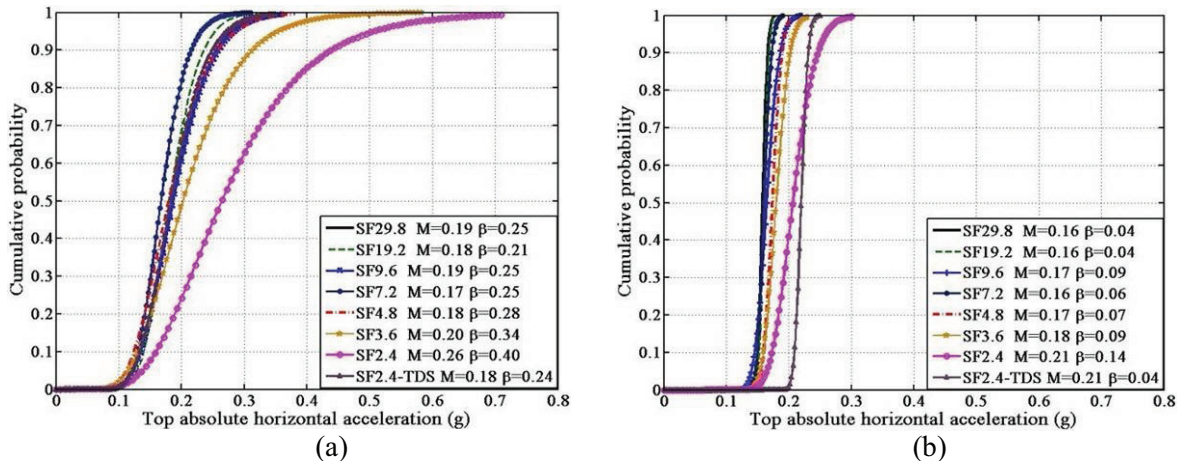 1
0.9
0.8
0.7
0.6
0.5
0.4
0.3
0.2
0.1
0
Cumulative probability
SF29.8 M=0.19 β=0.25
SF19.2 M=0.18 β=0.21
SF9.6 M=0.19 β=0.25
SF7.2 M=0.17 β=0.25
SF4.8 M=0.18 β=0.28
SF3.6 M=0.20 β=0.34
SF2.4 M=0.26 β=0.40
SF2.4-TDS M=0.18 β=0.24
0 0.1 0.2 0.3 0.4 0.5 0.6 0.7 0.8
Top absolute horizontal acceleration (g)
(a)
1
0.9
0.8
0.7
0.6
0.5
0.4
0.3
0.2
0.1
0
Cumulative probability
SF29.8 M=0.16 β=0.04
SF19.2 M=0.16 β=0.04
SF9.6 M=0.17 β=0.09
SF7.2 M=0.16 β=0.06
SF4.8 M=0.17 β=0.07
SF3.6 M=0.18 β=0.09
SF2.4 M=0.21 β=0.14
SF2.4-TDS M=0.21 β=0.04
0 0.1 0.2 0.3 0.4 0.5 0.6 0.7 0.8
Top absolute horizontal acceleration (g)
(b)